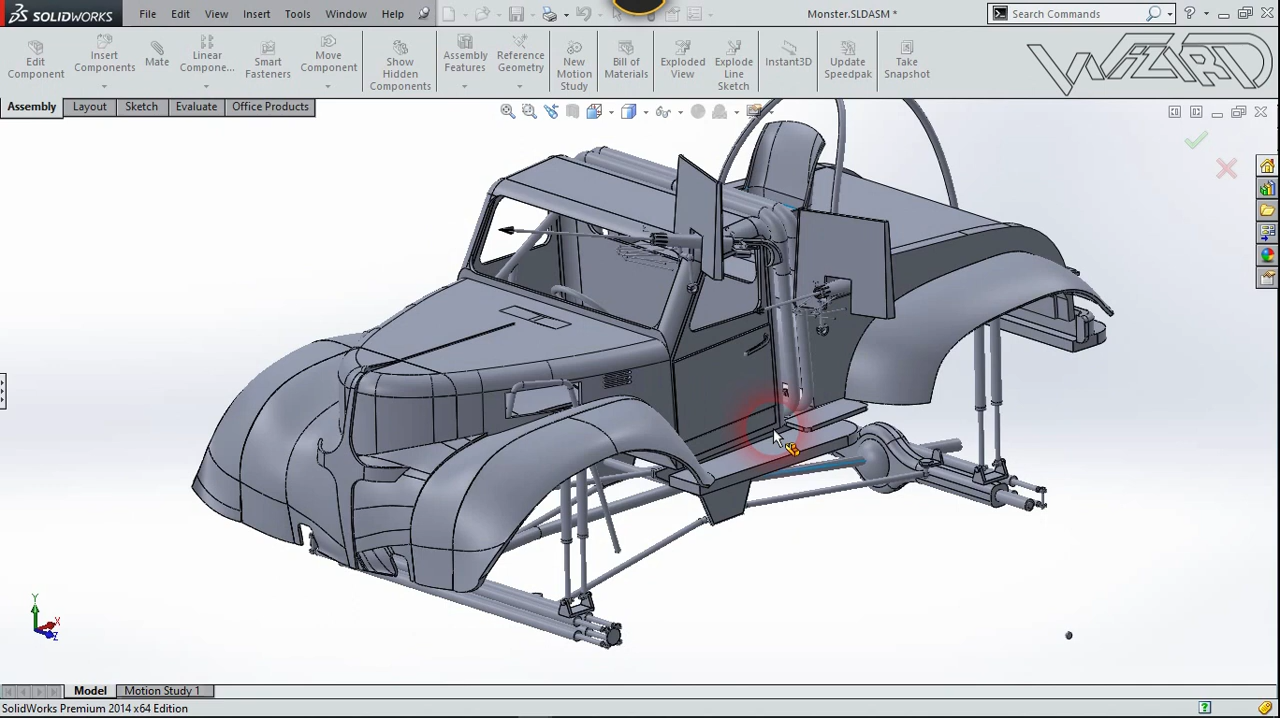 SOLIDWORKS File Edit View Insert Tools Window Help Monster.SLDASM * Search Commands
Edit Component
Insert Components
Mate
Linear Compone...
Smart Fasteners
Move Component
Show Hidden Components
Assembly Features
Reference Geometry
New Motion Study
Bill of Materials
Exploded View
Explode Line Sketch
Instant3D
Update Speedpak
Take Snapshot
WIZARD
Assembly Layout Sketch Evaluate Office Products
Y
X
Z
Model Motion Study 1
SolidWorks Premium 2014 x64 Edition